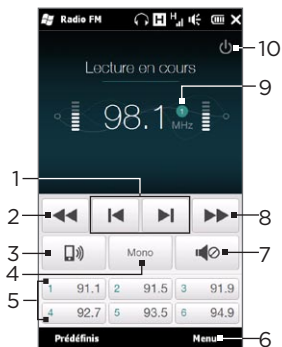 Radio FM
H
H
10
Lecture en cours
9
98.1
1
MHz
1
2
8
3
Mono
7
4
5
1 91.1 2 91.5 3 91.9
4 92.7 5 93.5 6 94.9
Prédéfinis Menu
6